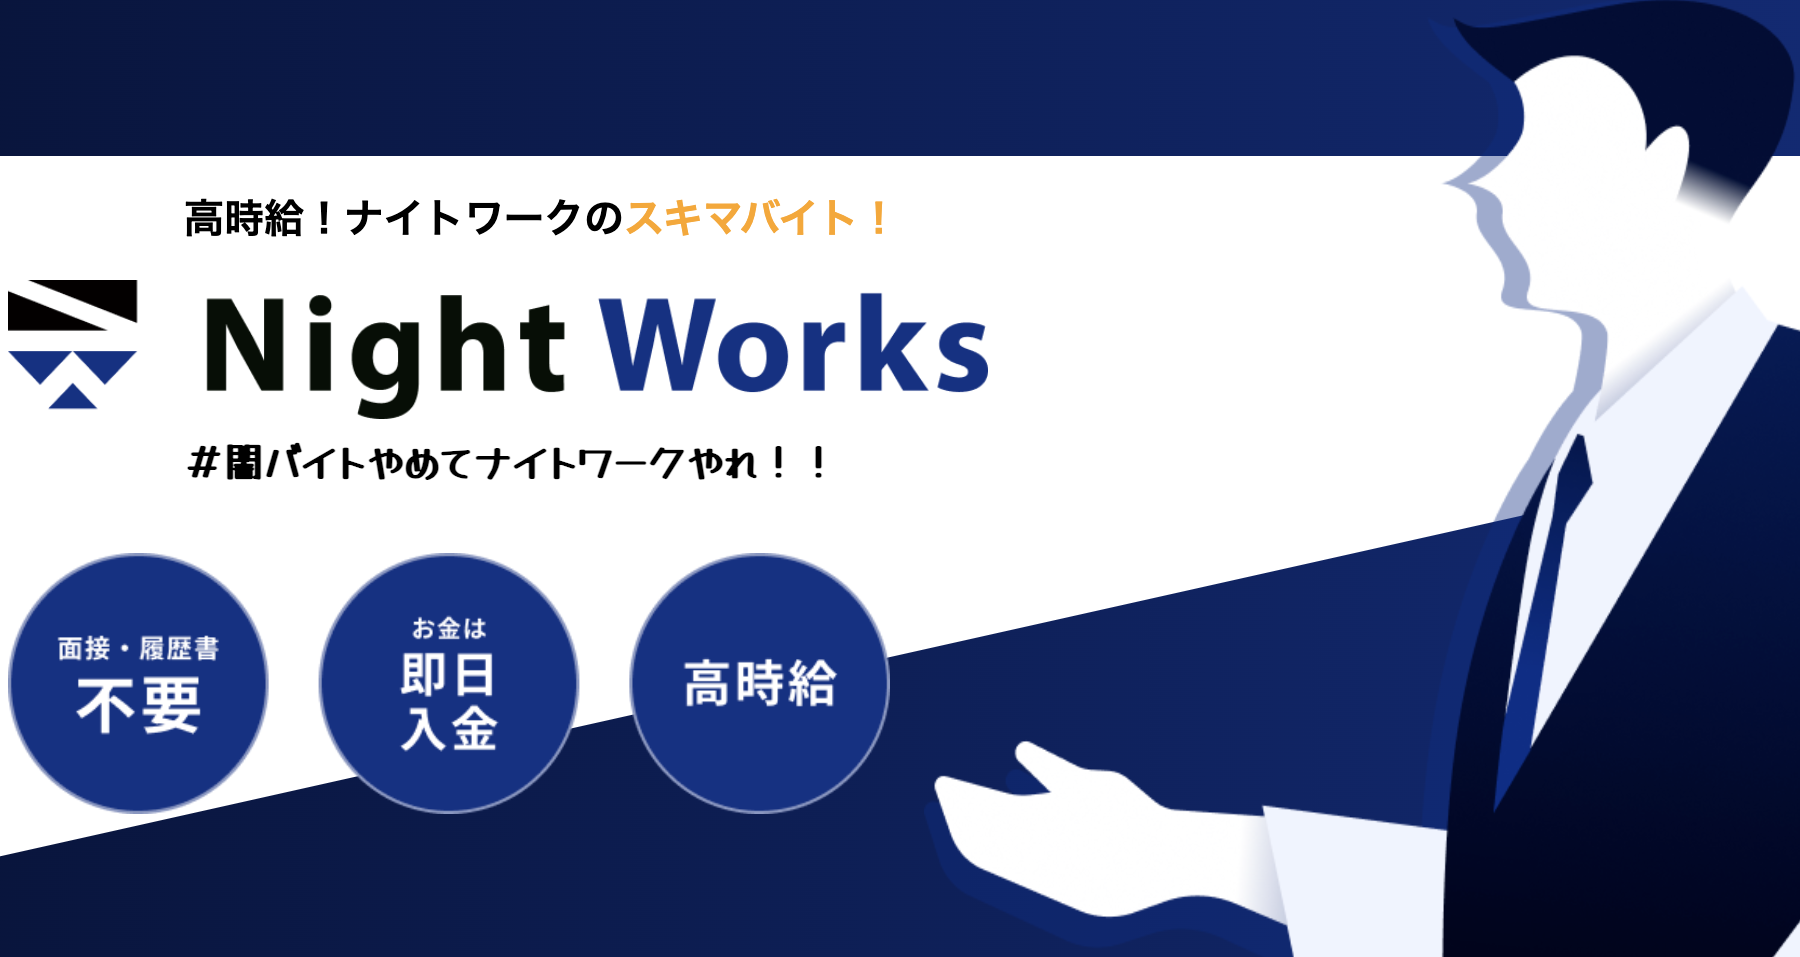 高時給！ナイトワークのスキマバイト！
Night Works
＃闇バイトやめてナイトワークやれ！！
面接・履歴書
不要
お金は
即日
入金
高時給